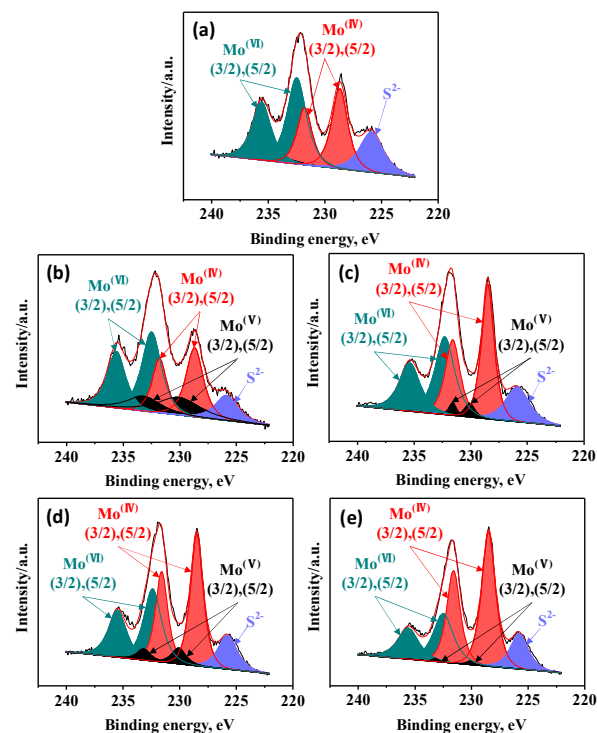 (a)
Mo(Ⅵ)
(3/2),(5/2)
Mo(Ⅳ)
(3/2),(5/2)
S2-
Intensity/a.u.
240 235 230 225 220
Binding energy, eV
(b)
Mo(Ⅵ)
(3/2),(5/2)
Mo(Ⅳ)
(3/2),(5/2)
Mo(Ⅴ)
(3/2),(5/2)
S2-
Intensity/a.u.
240 235 230 225 220
Binding energy, eV
(c)
Mo(Ⅳ)
(3/2),(5/2)
Mo(Ⅵ)
(3/2),(5/2)
Mo(Ⅴ)
(3/2),(5/2)
S2-
Intensity/a.u.
240 235 230 225 220
Binding energy, eV
(d)
Mo(Ⅳ)
(3/2),(5/2)
Mo(Ⅵ)
(3/2),(5/2)
Mo(Ⅴ)
(3/2),(5/2)
S2-
Intensity/a.u.
240 235 230 225 220
Binding energy, eV
(e)
Mo(Ⅳ)
(3/2),(5/2)
Mo(Ⅵ)
(3/2),(5/2)
Mo(Ⅴ)
(3/2),(5/2)
S2-
Intensity/a.u.
240 235 230 225 220
Binding energy, eV